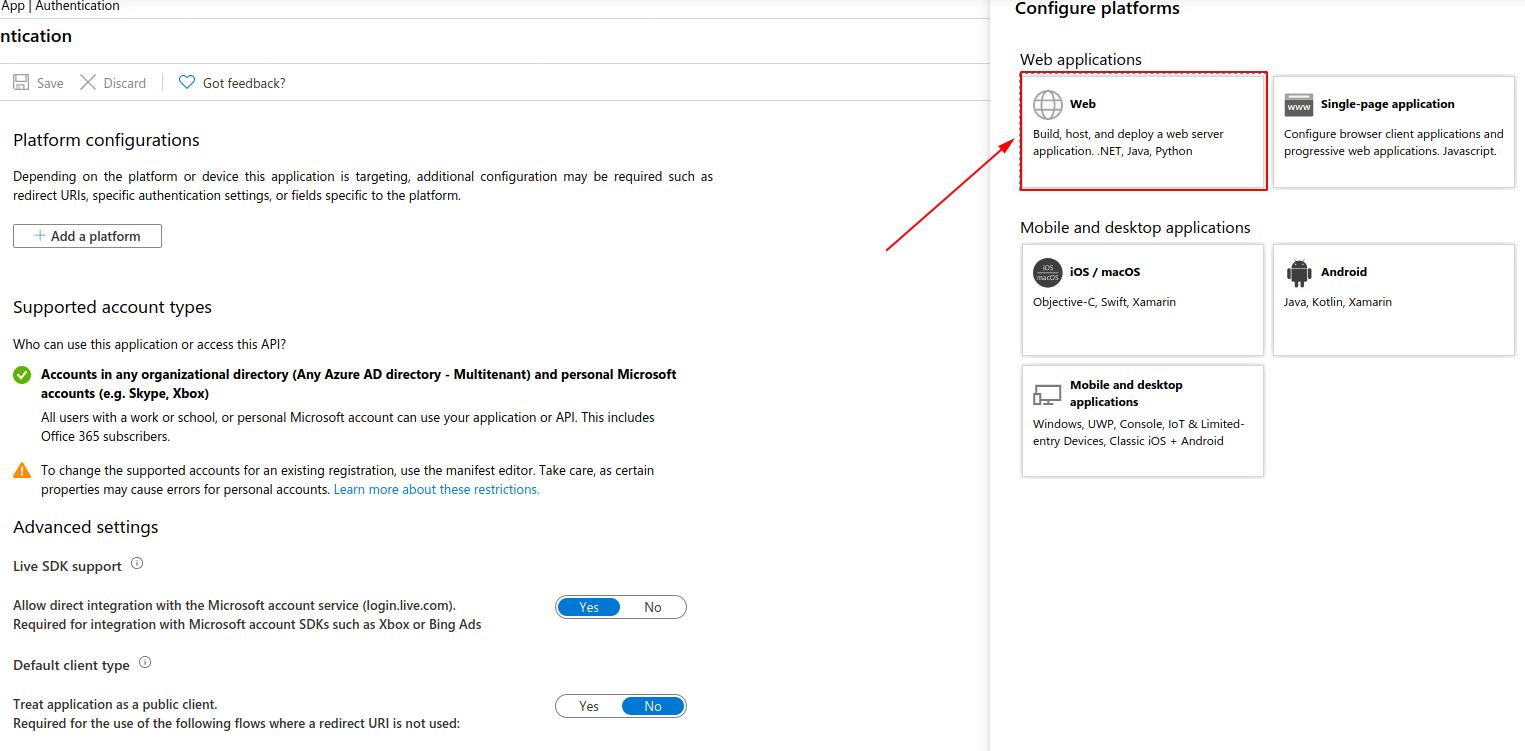 App | Authentication
ntication
Save
Discard
Got feedback?
Platform configurations
Depending on the platform or device this application is targeting, additional configuration may be required such as
redirect URIs, specific authentication settings, or fields specific to the platform.
+ Add a platform
Supported account types
Who can use this application or access this API?
Accounts in any organizational directory (Any Azure AD directory - Multitenant) and personal Microsoft
accounts (e.g. Skype, Xbox)
All users with a work or school, or personal Microsoft account can use your application or API. This includes
Office 365 subscribers.
To change the supported accounts for an existing registration, use the manifest editor. Take care, as certain
properties may cause errors for personal accounts. Learn more about these restrictions.
Advanced settings
Live SDK support
Allow direct integration with the Microsoft account service (login.live.com).
Required for integration with Microsoft account SDKs such as Xbox or Bing Ads
Yes
No
Default client type
Treat application as a public client.
Required for the use of the following flows where a redirect URI is not used:
Yes
No
Configure platforms
Web applications
Web
Build, host, and deploy a web server
application. .NET, Java, Python
www
Single-page application
Configure browser client applications and
progressive web applications. Javascript.
Mobile and desktop applications
iOS
macOS
iOS / macOS
Objective-C, Swift, Xamarin
Android
Java, Kotlin, Xamarin
Mobile and desktop
applications
Windows, UWP, Console, IoT & Limited-
entry Devices, Classic iOS + Android